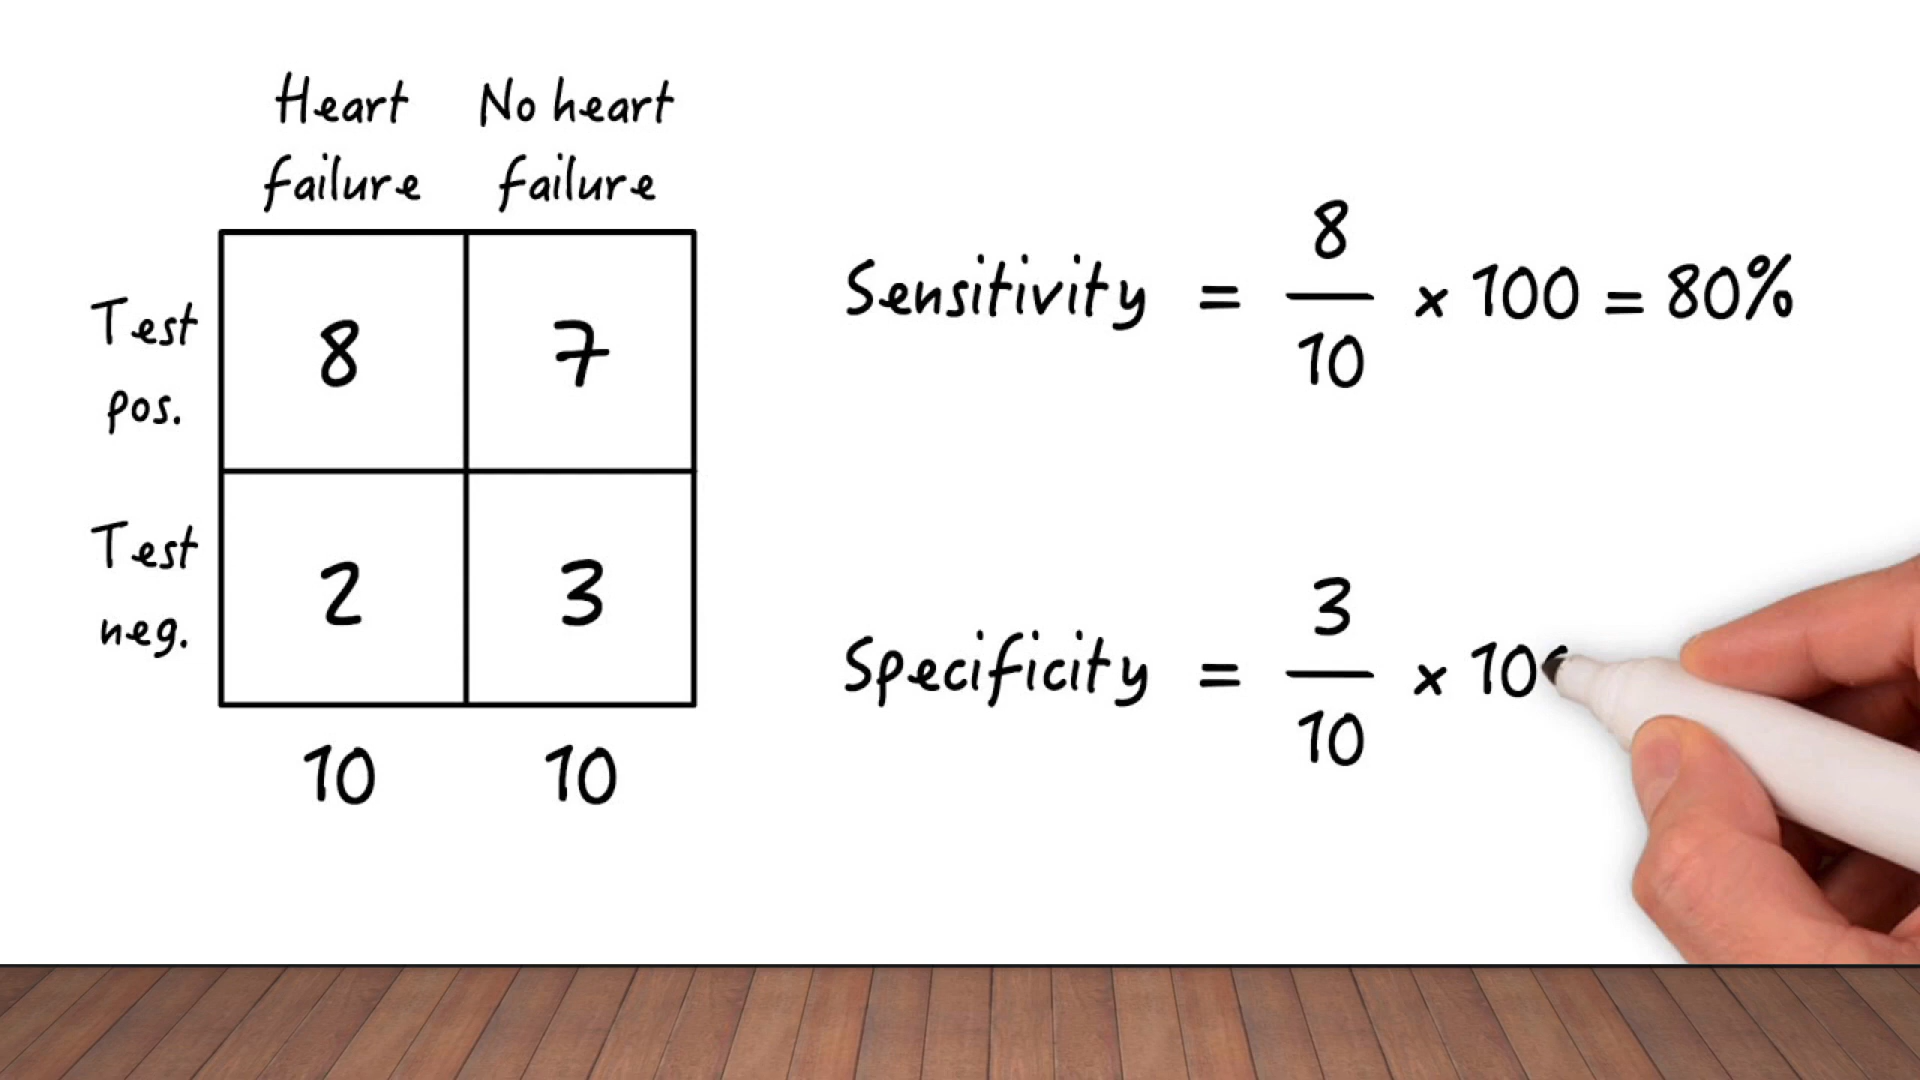 Heart No heart
failure failure
Test pos. 8 7
Test neg. 2 3
10 10
Sensitivity = 8/10 × 100 = 80%
Specificity = 3/10 × 10